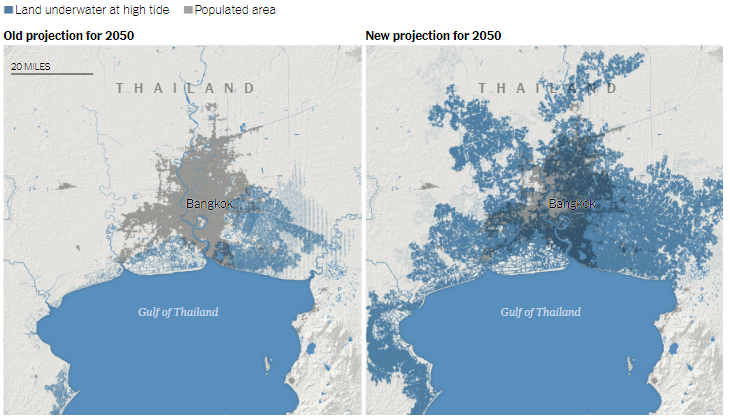 Land underwater at high tide Populated area
Old projection for 2050 New projection for 2050
20 MILES
THAILAND THAILAND
Bangkok Bangkok
Gulf of Thailand Gulf of Thailand